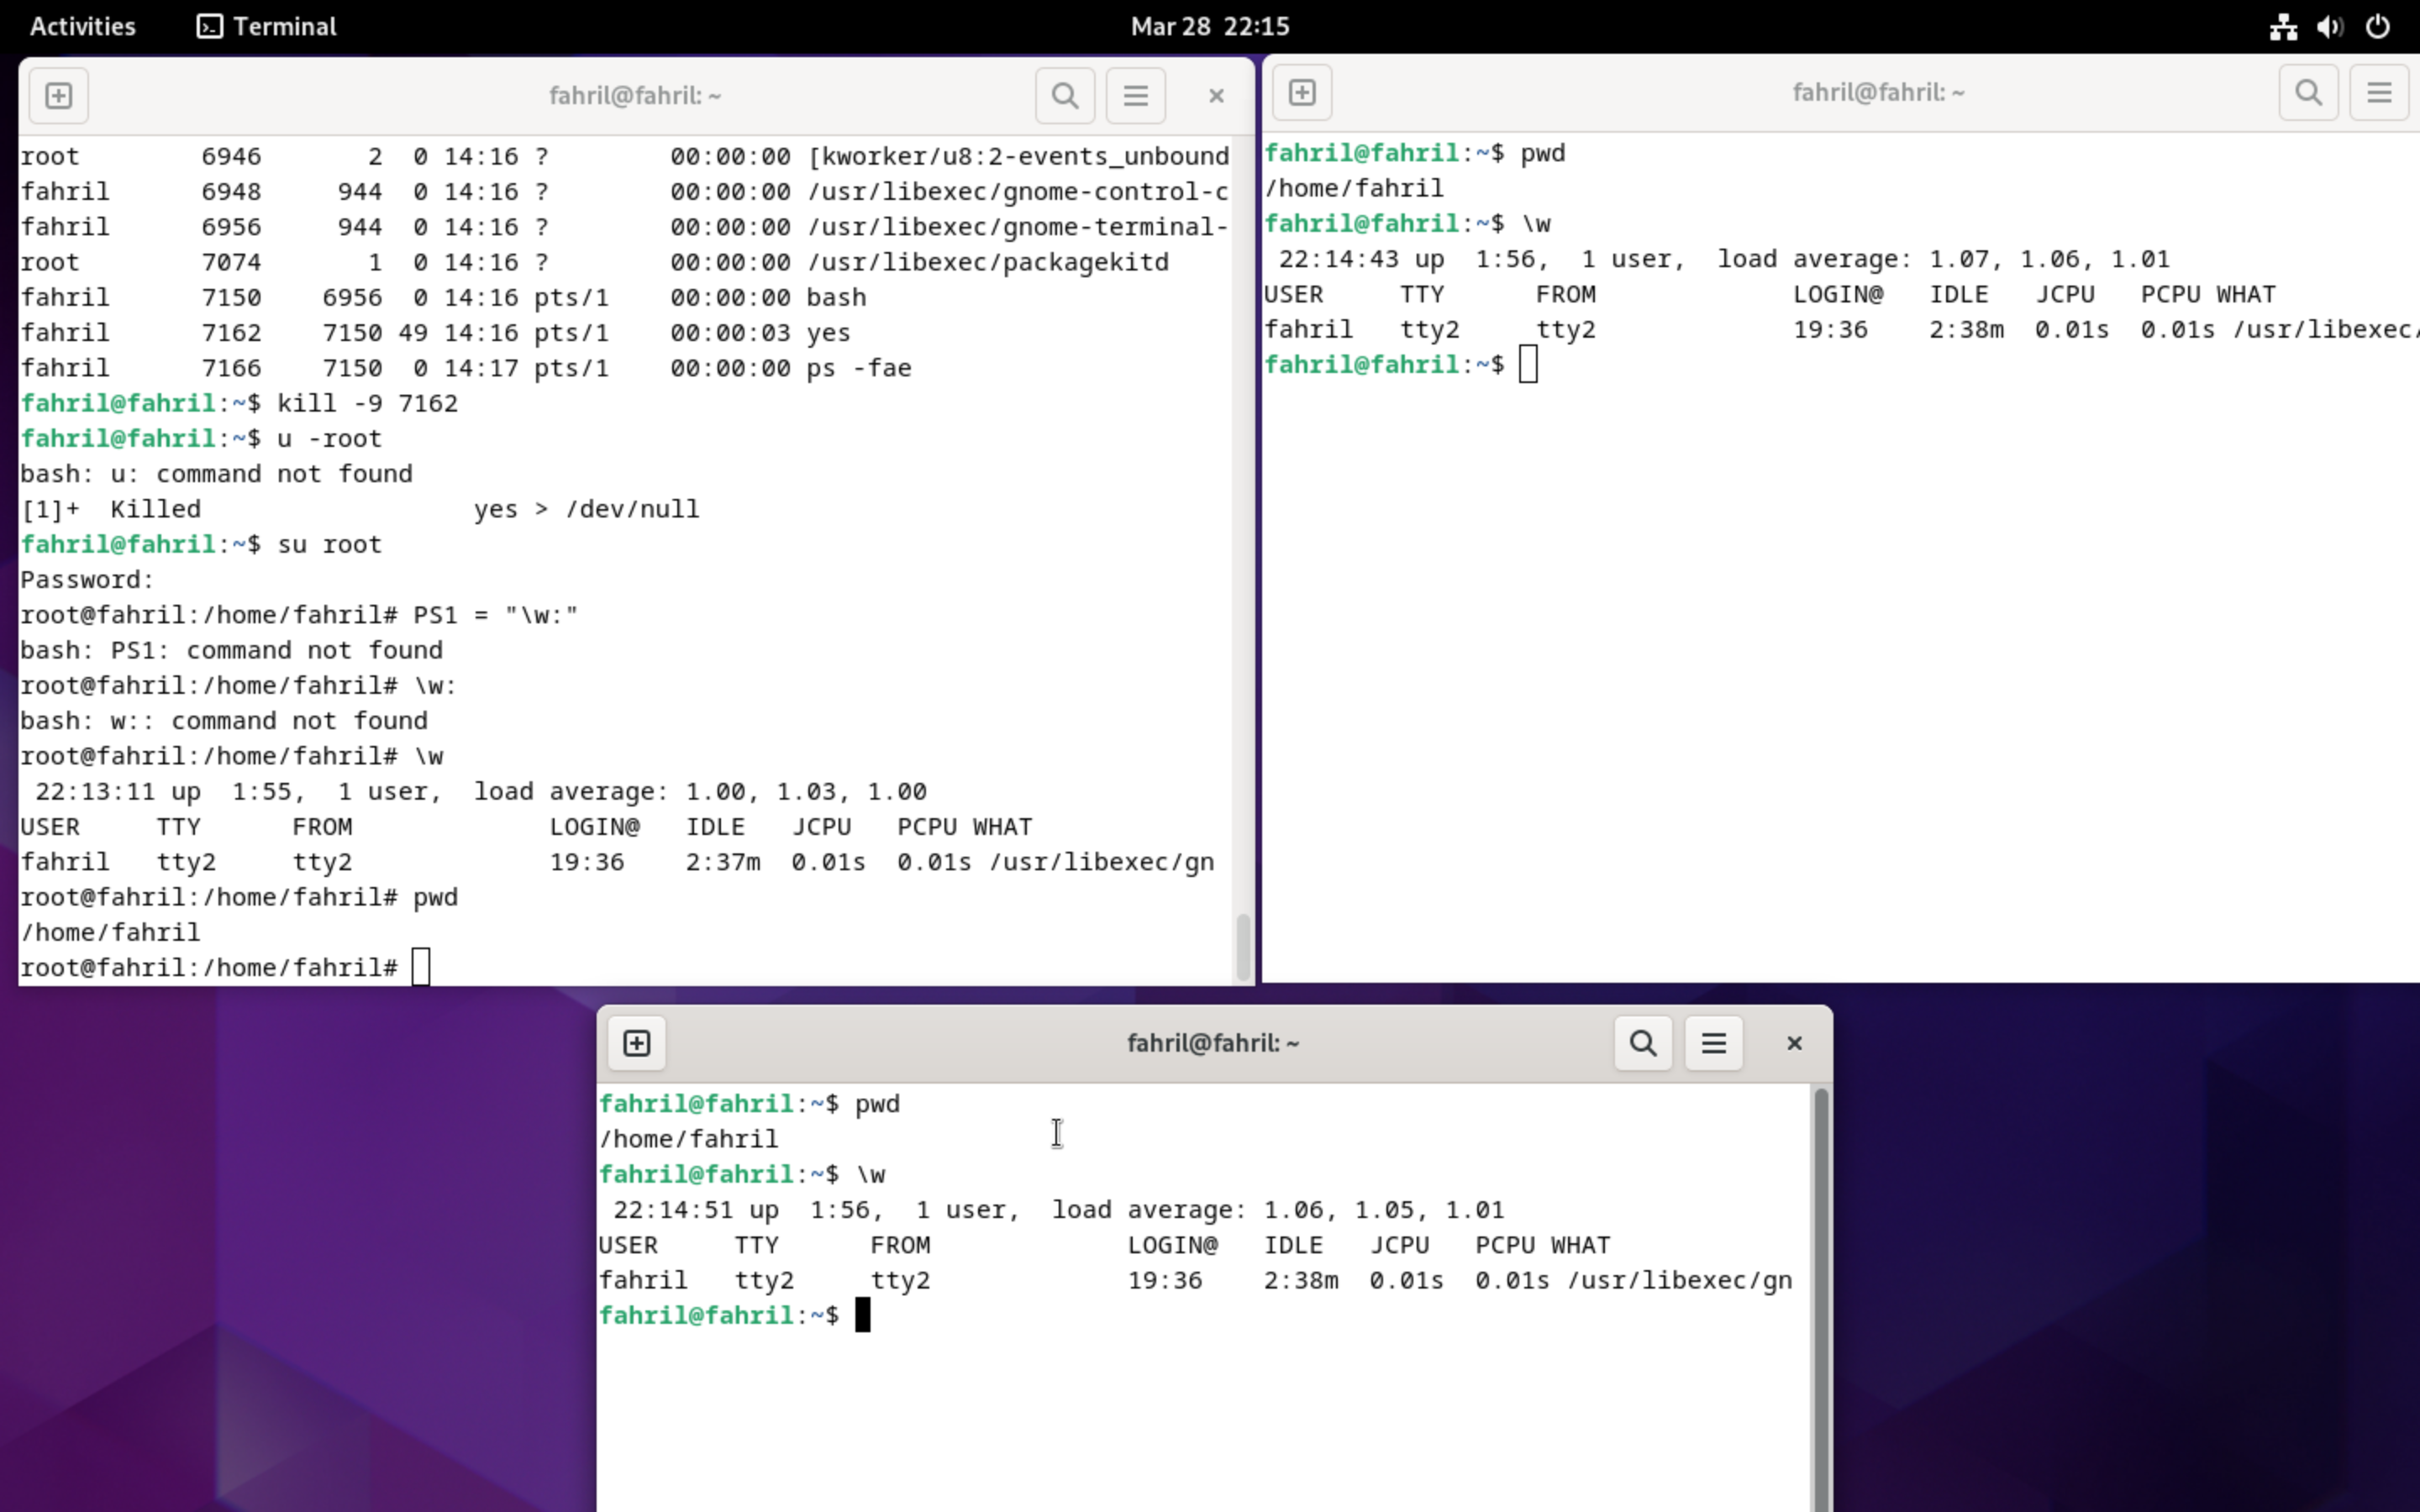 Activities Terminal Mar 28 22:15
fahril@fahril: ~
root 6946 2 0 14:16 ? 00:00:00 [kworker/u8:2-events_unbound
fahril 6948 944 0 14:16 ? 00:00:00 /usr/libexec/gnome-control-c
fahril 6956 944 0 14:16 ? 00:00:00 /usr/libexec/gnome-terminal-
root 7074 1 0 14:16 ? 00:00:00 /usr/libexec/packagekitd
fahril 7150 6956 0 14:16 pts/1 00:00:00 bash
fahril 7162 7150 49 14:16 pts/1 00:00:03 yes
fahril 7166 7150 0 14:17 pts/1 00:00:00 ps -fae
fahril@fahril:~$ kill -9 7162
fahril@fahril:~$ u -root
bash: u: command not found
[1]+ Killed yes > /dev/null
fahril@fahril:~$ su root
Password:
root@fahril:/home/fahril# PS1 = "\w:"
bash: PS1: command not found
root@fahril:/home/fahril# \w:
bash: w:: command not found
root@fahril:/home/fahril# \w
22:13:11 up 1:55, 1 user, load average: 1.00, 1.03, 1.00
USER TTY FROM LOGIN@ IDLE JCPU PCPU WHAT
fahril tty2 tty2 19:36 2:37m 0.01s 0.01s /usr/libexec/gn
root@fahril:/home/fahril# pwd
/home/fahril
root@fahril:/home/fahril#
fahril@fahril: ~
fahril@fahril:~$ pwd
/home/fahril
fahril@fahril:~$ \w
22:14:43 up 1:56, 1 user, load average: 1.07, 1.06, 1.01
USER TTY FROM LOGIN@ IDLE JCPU PCPU WHAT
fahril tty2 tty2 19:36 2:38m 0.01s 0.01s /usr/libexec/
fahril@fahril:~$
fahril@fahril: ~
fahril@fahril:~$ pwd
/home/fahril
fahril@fahril:~$ \w
22:14:51 up 1:56, 1 user, load average: 1.06, 1.05, 1.01
USER TTY FROM LOGIN@ IDLE JCPU PCPU WHAT
fahril tty2 tty2 19:36 2:38m 0.01s 0.01s /usr/libexec/gn
fahril@fahril:~$